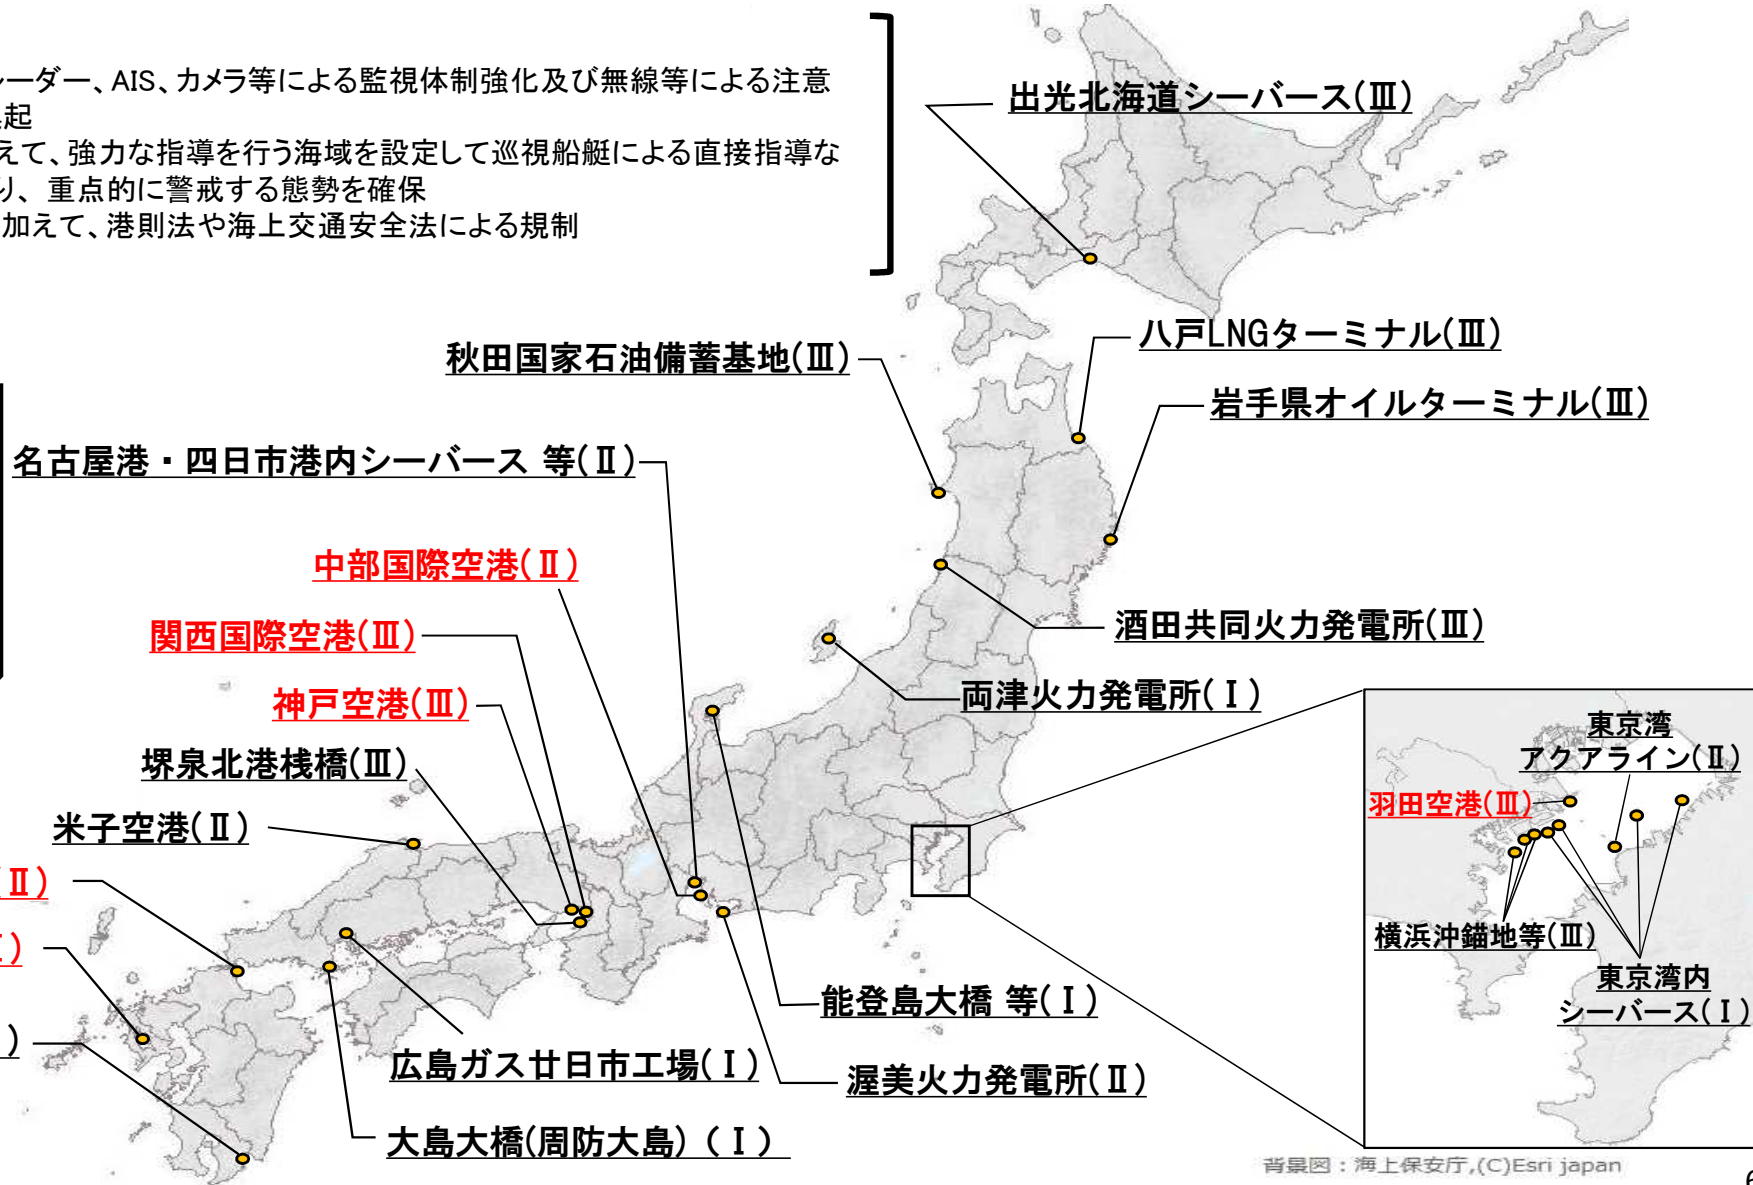 ーダー、AIS、カメラ等による監視体制強化及び無線等による注意
起
えて、強力な指導を行う海域を設定して巡視船艇による直接指導な
り、重点的に警戒する態勢を確保
加えて、港則法や海上交通安全法による規制
出光北海道シーバース(Ⅲ)
八戸LNGターミナル(Ⅲ)
秋田国家石油備蓄基地(Ⅲ)
岩手県オイルターミナル(Ⅲ)
名古屋港・四日市港内シーバース 等(Ⅱ)
中部国際空港(Ⅱ)
関西国際空港(Ⅲ)
酒田共同火力発電所(Ⅲ)
神戸空港(Ⅲ)
両津火力発電所(Ⅰ)
堺泉北港桟橋(Ⅲ)
米子空港(Ⅱ)
Ⅱ)
)
)
能登島大橋 等(Ⅰ)
広島ガス廿日市工場(Ⅰ)
渥美火力発電所(Ⅱ)
大島大橋(周防大島)(Ⅰ)
東京湾
アクアライン(Ⅱ)
羽田空港(Ⅲ)
横浜沖錨地等(Ⅲ)
東京湾内
シーバース(Ⅰ)
背景図：海上保安庁,(C)Esri japan